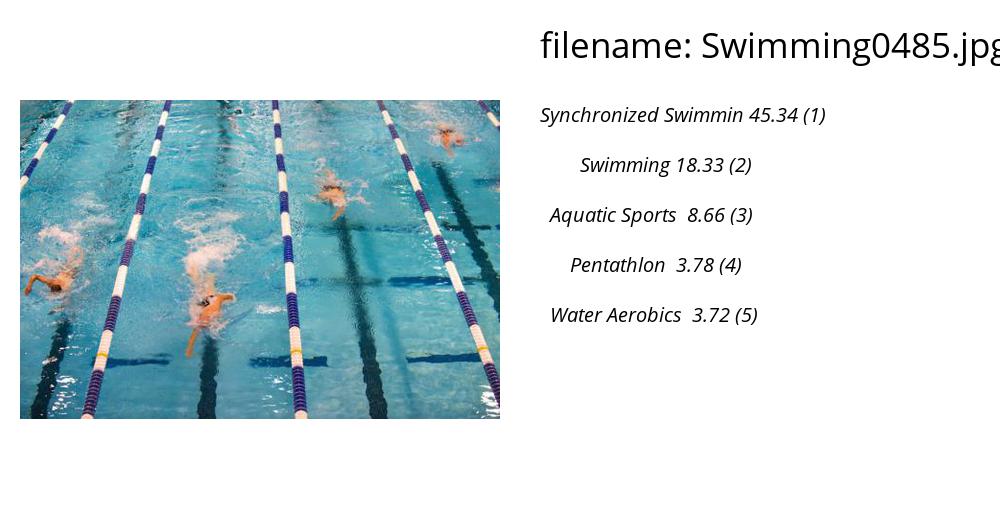 filename: Swimming0485.jpg
Synchronized Swimmin 45.34 (1)
Swimming 18.33 (2)
Aquatic Sports 8.66 (3)
Pentathlon 3.78 (4)
Water Aerobics 3.72 (5)